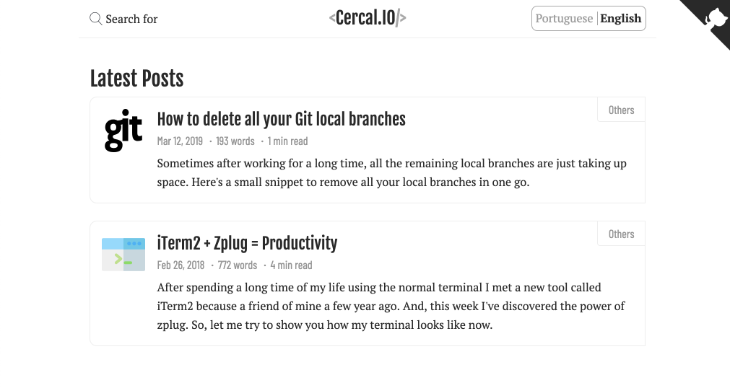 Search for
<Cercal.IO/>
Portuguese | English
Latest Posts
git
How to delete all your Git local branches
Others
Mar 12, 2019 · 193 words · 1 min read
Sometimes after working for a long time, all the remaining local branches are just taking up
space. Here's a small snippet to remove all your local branches in one go.
iTerm2 + Zplug = Productivity
Others
Feb 26, 2018 · 772 words · 4 min read
After spending a long time of my life using the normal terminal I met a new tool called
iTerm2 because a friend of mine a few year ago. And, this week I've discovered the power of
zplug. So, let me try to show you how my terminal looks like now.